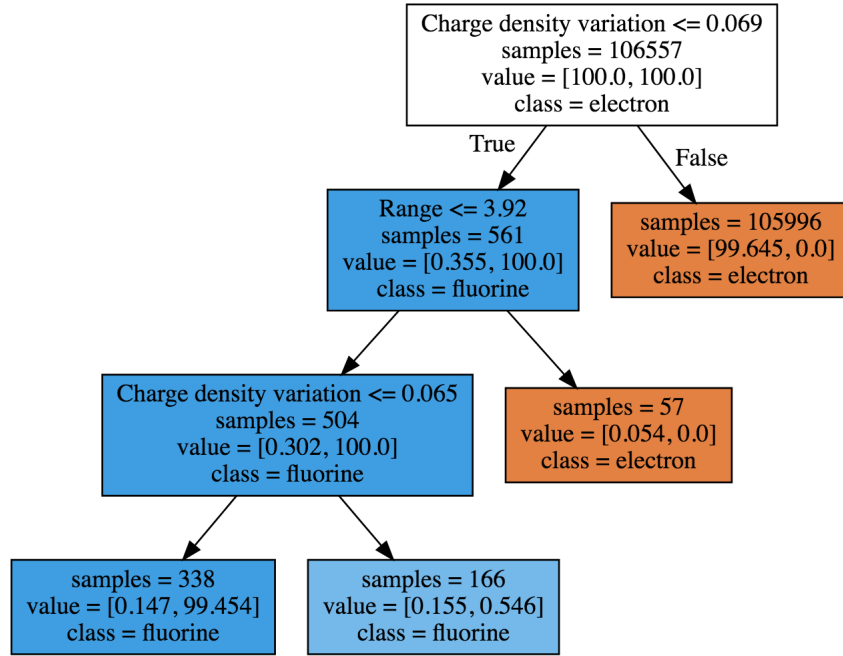 Charge density variation <= 0.069
samples = 106557
value = [100.0, 100.0]
class = electron
True
False
Range <= 3.92
samples = 561
value = [0.355, 100.0]
class = fluorine
samples = 105996
value = [99.645, 0.0]
class = electron
Charge density variation <= 0.065
samples = 504
value = [0.302, 100.0]
class = fluorine
samples = 57
value = [0.054, 0.0]
class = electron
samples = 338
value = [0.147, 99.454]
class = fluorine
samples = 166
value = [0.155, 0.546]
class = fluorine